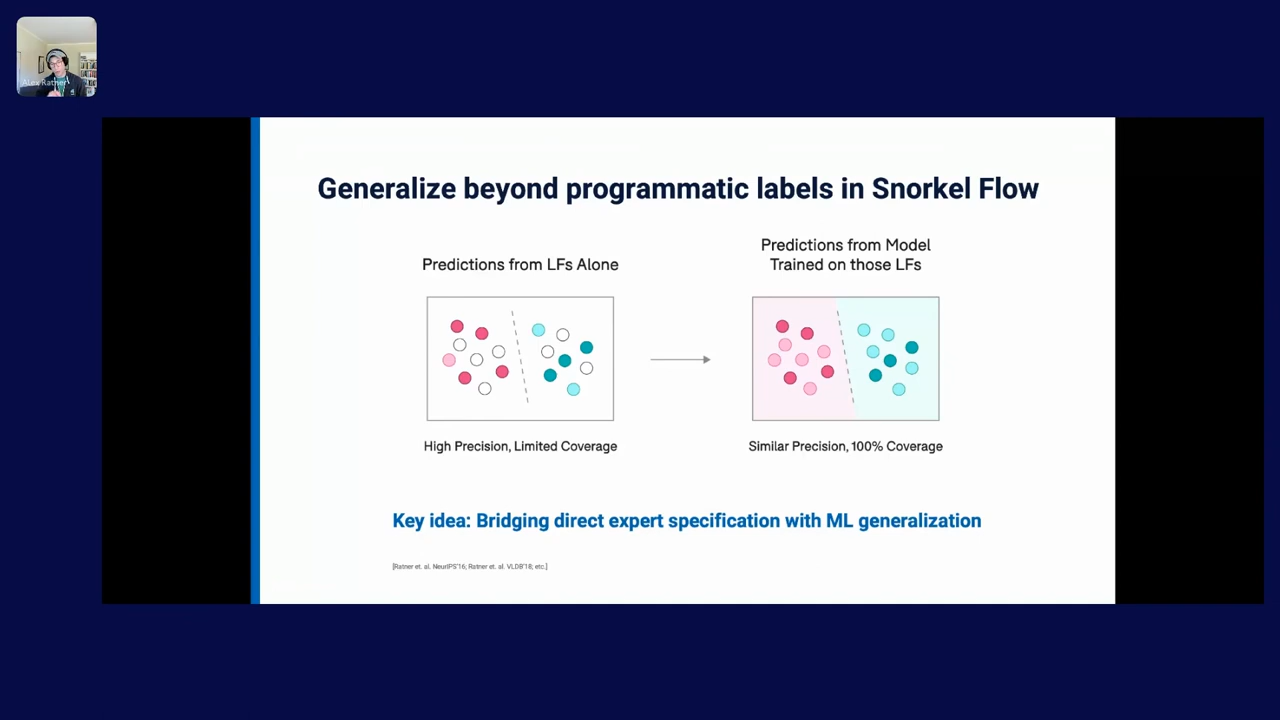 Alex Ratner
Generalize beyond programmatic labels in Snorkel Flow
Predictions from LFs Alone
High Precision, Limited Coverage
Predictions from Model
Trained on those LFs
Similar Precision, 100% Coverage
Key idea: Bridging direct expert specification with ML generalization
[Ratner et. al. NeurIPS'16; Ratner et. al. VLDB'18; etc.]